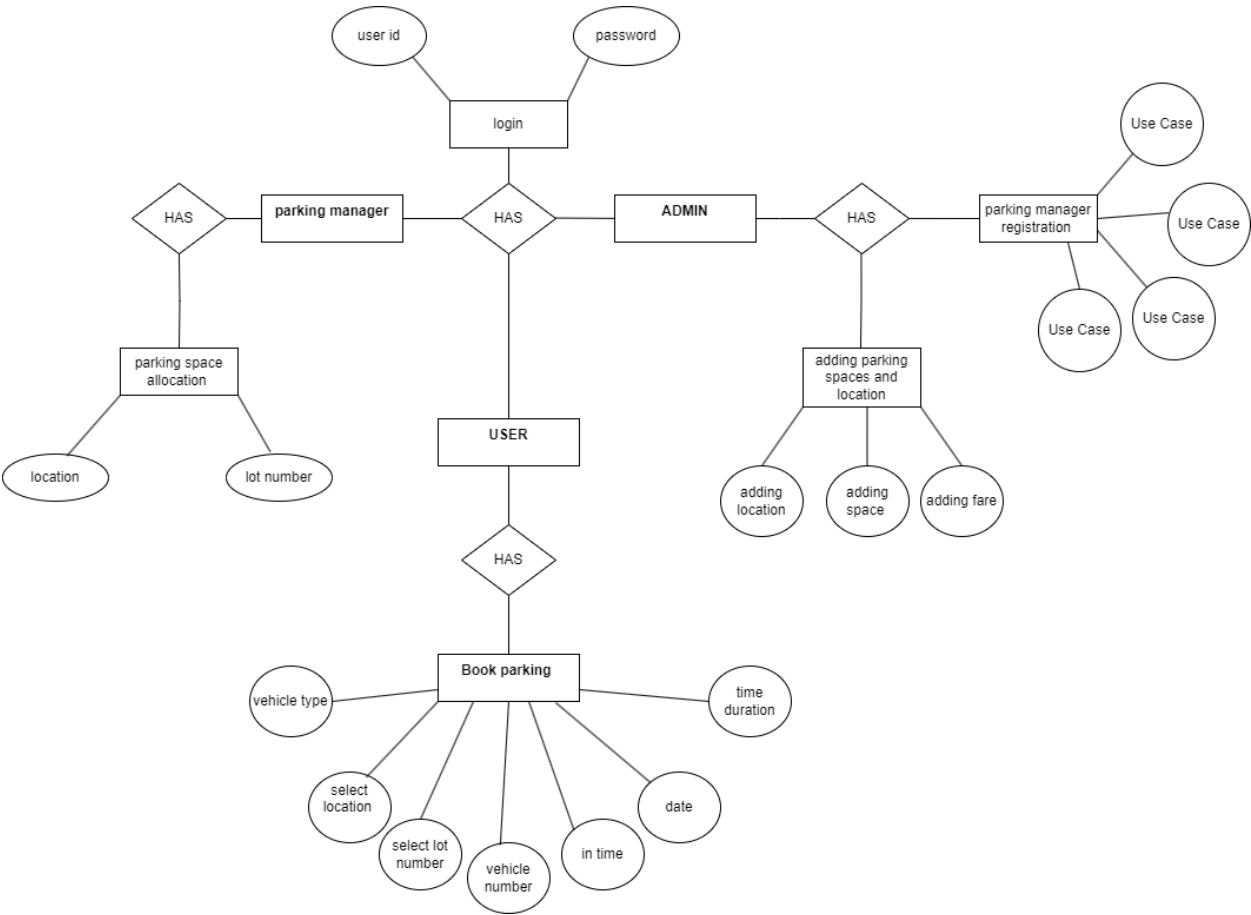 user id
password
login
Use Case
HAS
parking manager
HAS
ADMIN
HAS
parking manager
registration
Use Case
Use Case
Use Case
parking space
allocation
adding parking
spaces and
location
USER
location
lot number
adding
location
adding
space
adding fare
HAS
Book parking
vehicle type
time
duration
select
location
date
select lot
number
in time
vehicle
number